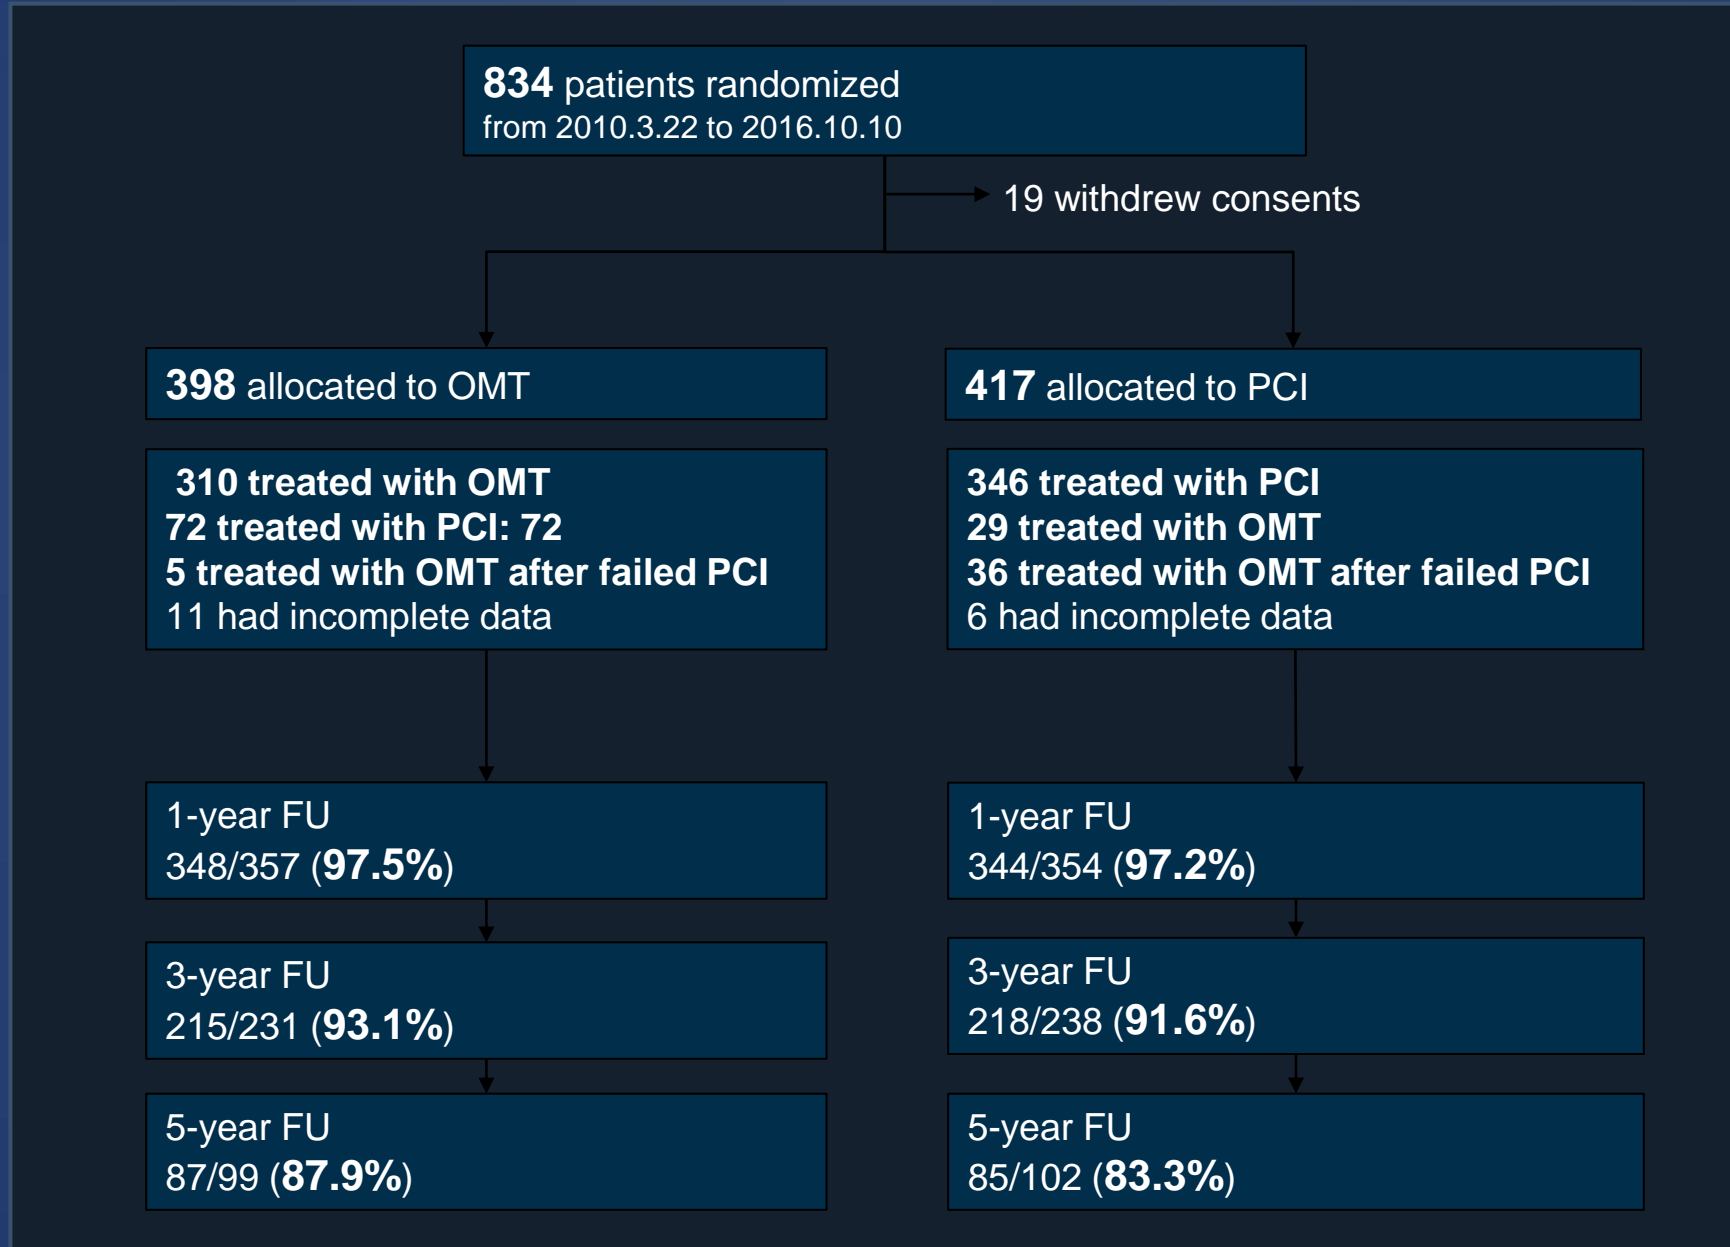 834 patients randomized
from 2010.3.22 to 2016.10.10
19 withdrew consents
398 allocated to OMT
310 treated with OMT
72 treated with PCI: 72
5 treated with OMT after failed PCI
11 had incomplete data
417 allocated to PCI
346 treated with PCI
29 treated with OMT
36 treated with OMT after failed PCI
6 had incomplete data
1-year FU
348/357 (97.5%)
3-year FU
215/231 (93.1%)
5-year FU
87/99 (87.9%)
1-year FU
344/354 (97.2%)
3-year FU
218/238 (91.6%)
5-year FU
85/102 (83.3%)